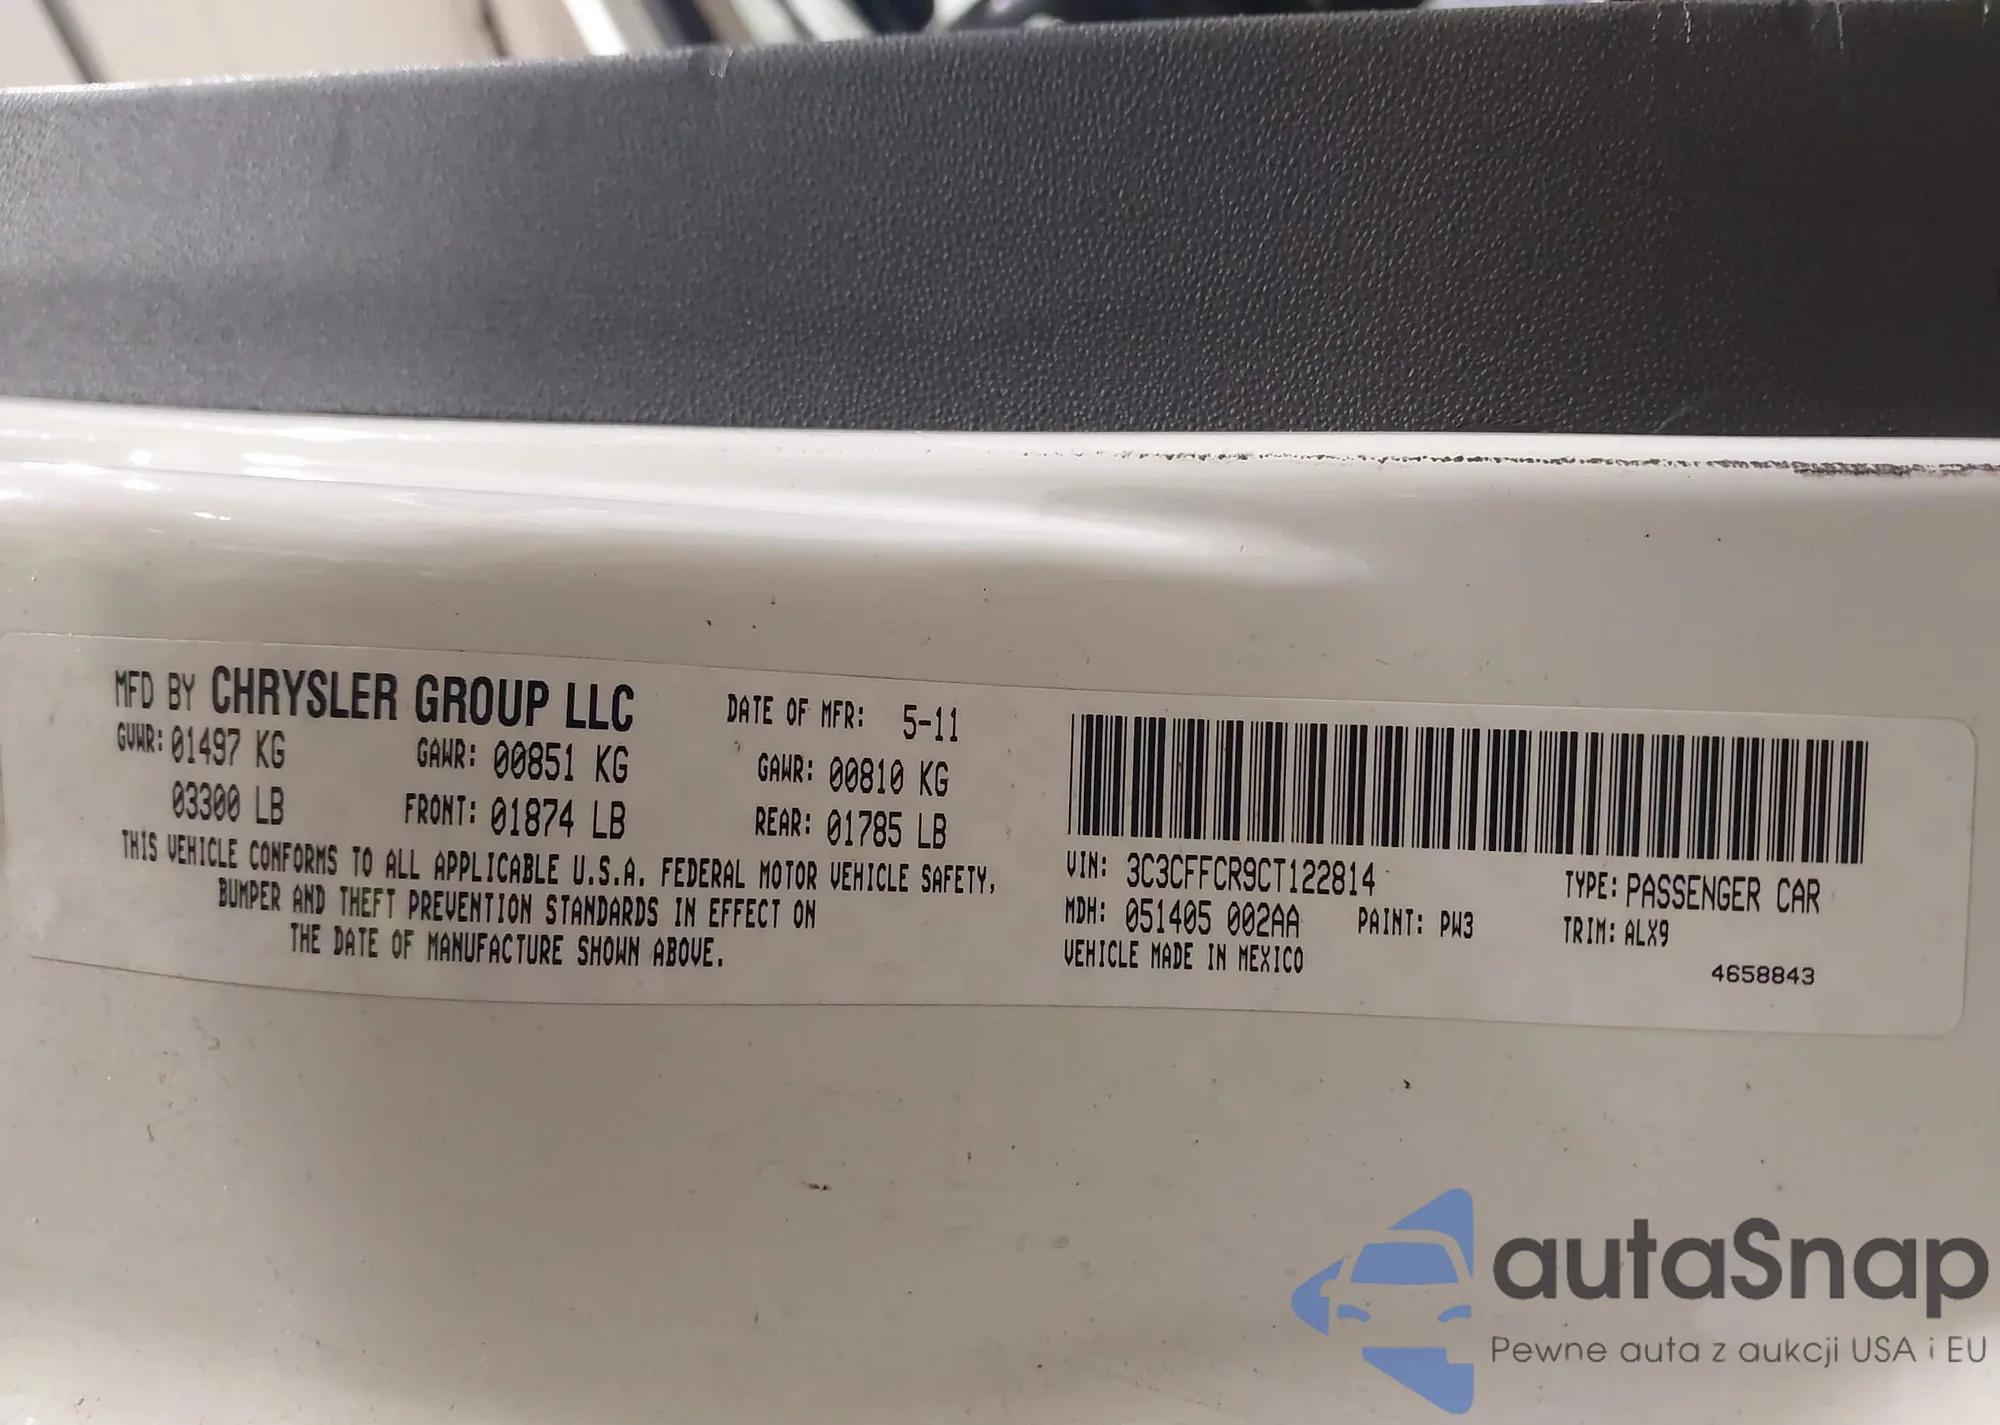 MFD BY CHRYSLER GROUP LLC DATE OF MFR: 5-11
GVWR: 01497 KG GAWR: 00851 KG GAWR: 00810 KG
03300 LB FRONT: 01874 LB REAR: 01785 LB
THIS VEHICLE CONFORMS TO ALL APPLICABLE U.S.A. FEDERAL MOTOR VEHICLE SAFETY,
BUMPER AND THEFT PREVENTION STANDARDS IN EFFECT ON
THE DATE OF MANUFACTURE SHOWN ABOVE.
VIN: 3C3CFFCR9CT122814 TYPE: PASSENGER CAR
MDH: 051405 002AA PAINT: PW3 TRIM: ALX9
VEHICLE MADE IN MEXICO
4658843
autaSnap
Pewne auta z aukcji USA i EU